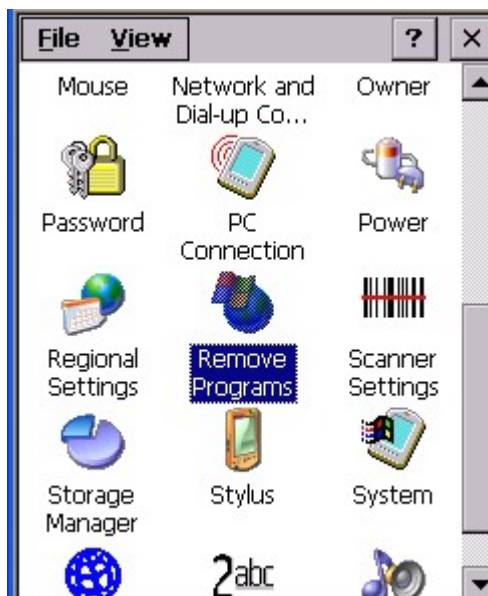 File View ? ×
Mouse Network and Owner
Dial-up Co...
Password PC Power
Connection
Regional Remove Scanner
Settings Programs Settings
Storage Stylus System
Manager
2abc